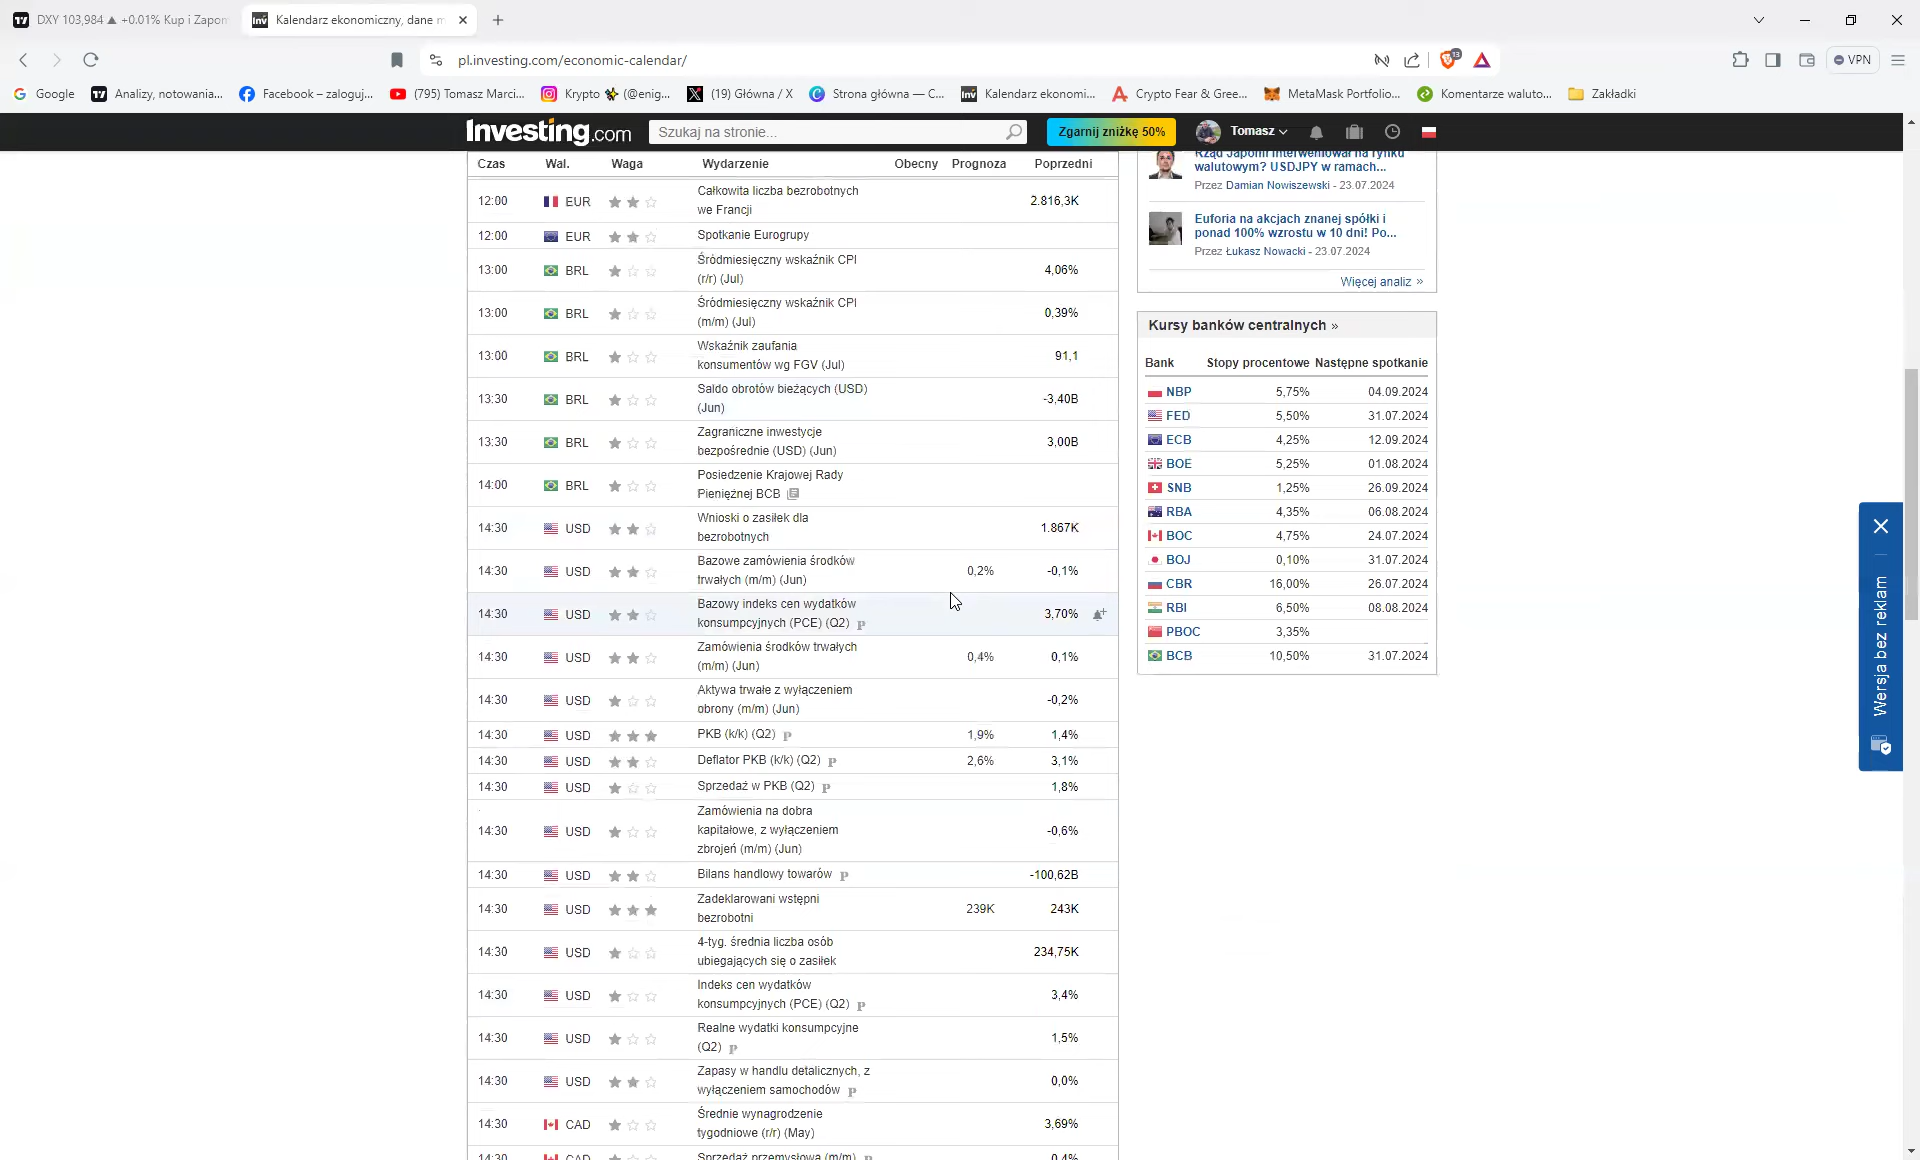 DXY 103,984 ▲ +0.01% Kup i Zapom
Kalendarz ekonomiczny, dane m
pl.investing.com/economic-calendar/
13
VPN
Google
Analizy, notowania...
Facebook – zaloguj...
(795) Tomasz Marci...
Krypto (@enig...
(19) Główna / X
Strona główna — C...
Kalendarz ekonomi...
Crypto Fear & Gree...
MetaMask Portfolio...
Komentarze waluto...
Zakładki
Investing.com
Szukaj na stronie...
Zgarnij zniżkę 50%
Tomasz
Czas Wal. Waga Wydarzenie Obecny Prognoza Poprzedni
12:00 EUR Całkowita liczba bezrobotnych 2.816,3K
we Francji
12:00 EUR Spotkanie Eurogrupy
13:00 BRL Śródmiesięczny wskaźnik CPI 4,06%
(r/r) (Jul)
13:00 BRL Śródmiesięczny wskaźnik CPI 0,39%
(m/m) (Jul)
13:00 BRL Wskaźnik zaufania 91,1
konsumentów wg FGV (Jul)
13:30 BRL Saldo obrotów bieżących (USD) -3,40B
(Jun)
13:30 BRL Zagraniczne inwestycje 3,00B
bezpośrednie (USD) (Jun)
14:00 BRL Posiedzenie Krajowej Rady
Pieniężnej BCB
14:30 USD Wnioski o zasiłek dla 1.867K
bezrobotnych
14:30 USD Bazowe zamówienia środków 0,2% -0,1%
trwałych (m/m) (Jun)
14:30 USD Bazowy indeks cen wydatków 3,70%
konsumpcyjnych (PCE) (Q2) P
14:30 USD Zamówienia środków trwałych 0,4% 0,1%
(m/m) (Jun)
14:30 USD Aktywa trwałe z wyłączeniem -0,2%
obrony (m/m) (Jun)
14:30 USD PKB (k/k) (Q2) P 1,9% 1,4%
14:30 USD Deflator PKB (k/k) (Q2) P 2,6% 3,1%
14:30 USD Sprzedaż w PKB (Q2) P 1,8%
14:30 USD Zamówienia na dobra -0,6%
kapitałowe, z wyłączeniem
zbrojeń (m/m) (Jun)
14:30 USD Bilans handlowy towarów P -100,62B
14:30 USD Zadeklarowani wstępni 239K 243K
bezrobotni
14:30 USD 4-tyg. średnia liczba osób 234,75K
ubiegających się o zasiłek
14:30 USD Indeks cen wydatków 3,4%
konsumpcyjnych (PCE) (Q2) P
14:30 USD Realne wydatki konsumpcyjne 1,5%
(Q2) P
14:30 USD Zapasy w handlu detalicznych, z 0,0%
wyłączeniem samochodów P
14:30 CAD Średnie wynagrodzenie 3,69%
tygodniowe (r/r) (May)
14:30 CAD Sprzedaż przemysłowa (m/m) P 0,4%
Rząd Japonii interweniował na rynku
walutowym? USDJPY w ramach...
Przez Damian Nowiszewski - 23.07.2024
Euforia na akcjach znanej spółki i
ponad 100% wzrostu w 10 dni! Po...
Przez Łukasz Nowacki - 23.07.2024
Więcej analiz »
Kursy banków centralnych »
Bank Stopy procentowe Następne spotkanie
NBP 5,75% 04.09.2024
FED 5,50% 31.07.2024
ECB 4,25% 12.09.2024
BOE 5,25% 01.08.2024
SNB 1,25% 26.09.2024
RBA 4,35% 06.08.2024
BOC 4,75% 24.07.2024
BOJ 0,10% 31.07.2024
CBR 16,00% 26.07.2024
RBI 6,50% 08.08.2024
PBOC 3,35%
BCB 10,50% 31.07.2024
Wersja bez reklam